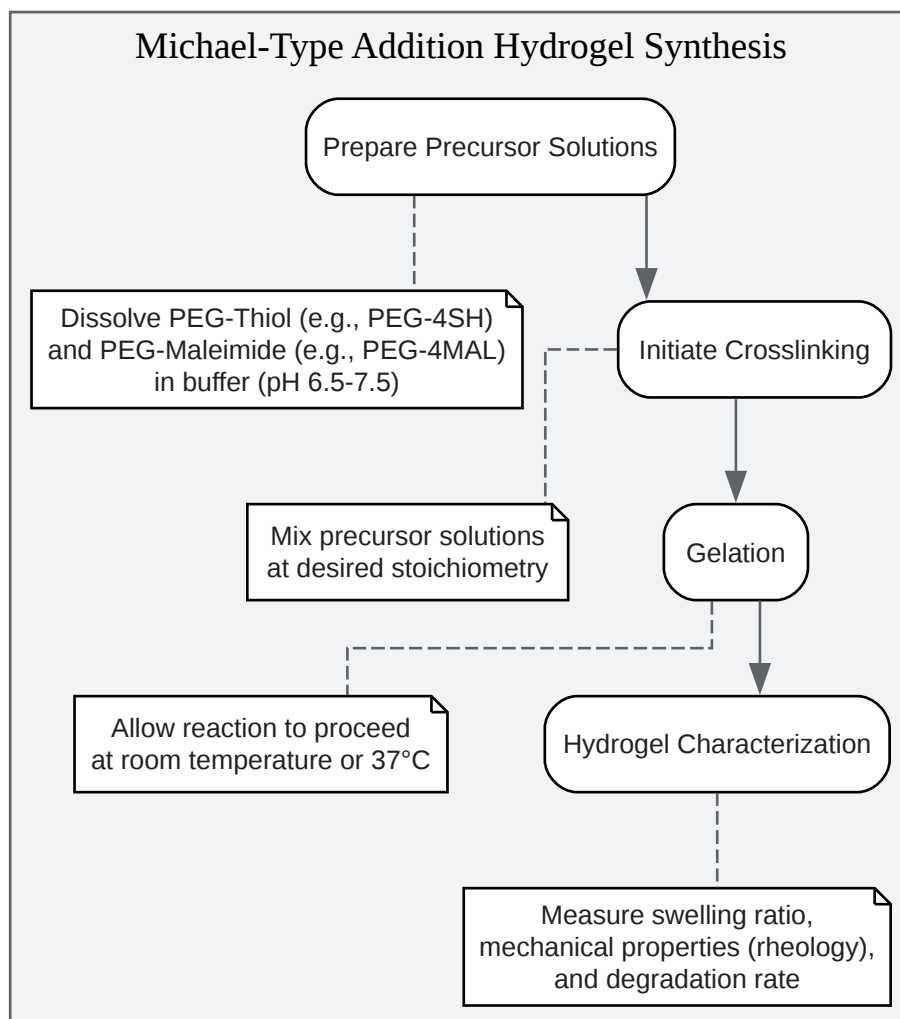 Michael-Type Addition Hydrogel Synthesis
Prepare Precursor Solutions
Dissolve PEG-Thiol (e.g., PEG-4SH)
and PEG-Maleimide (e.g., PEG-4MAL)
in buffer (pH 6.5-7.5)
Initiate Crosslinking
Mix precursor solutions
at desired stoichiometry
Gelation
Allow reaction to proceed
at room temperature or 37°C
Hydrogel Characterization
Measure swelling ratio,
mechanical properties (rheology),
and degradation rate